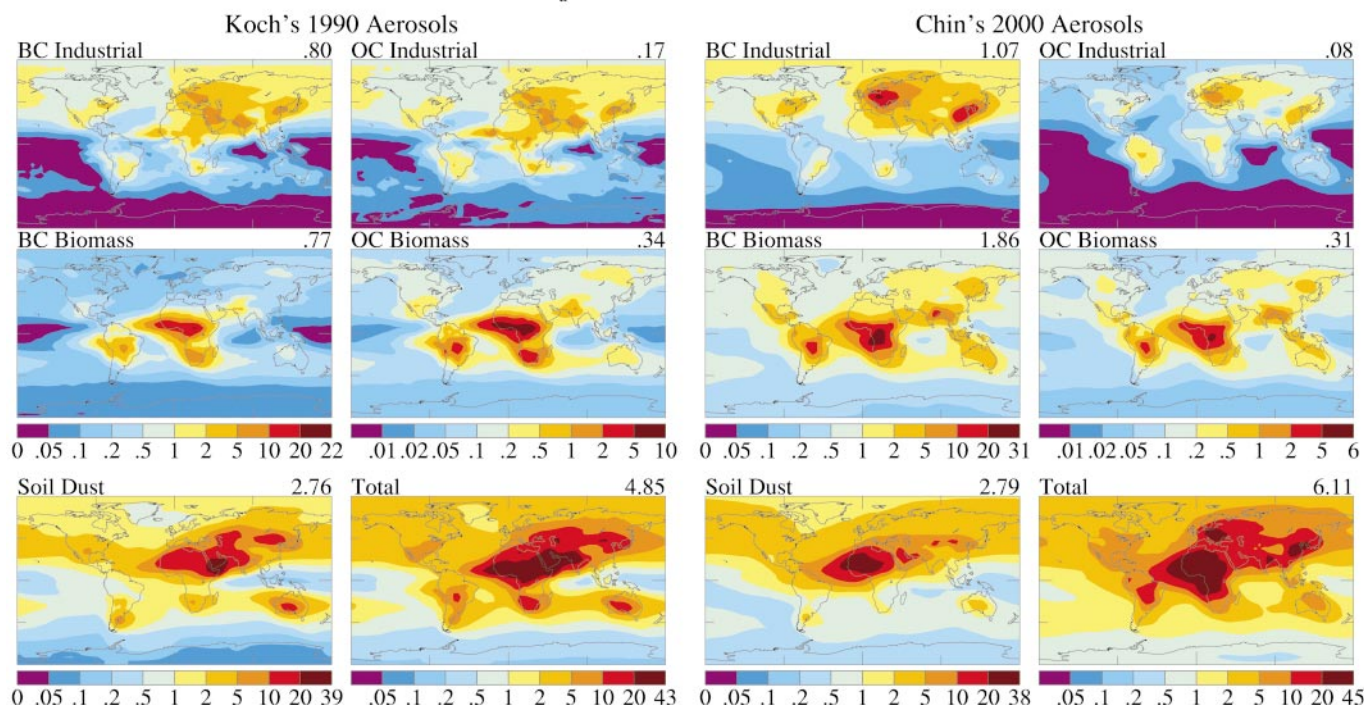 Koch's 1990 Aerosols Chin's 2000 Aerosols
BC Industrial .80 OC Industrial .17 BC Industrial 1.07 OC Industrial .08
BC Biomass .77 OC Biomass .34 BC Biomass 1.86 OC Biomass .31
0 .05 .1 .2 .5 1 2 5 10 20 22 .01 .02 .05 .1 .2 .5 1 2 5 10 0 .05 .1 .2 .5 1 2 5 10 20 31 .01 .02 .05 .1 .2 .5 1 2 5 6
Soil Dust 2.76 Total 4.85 Soil Dust 2.79 Total 6.11
0 .05 .1 .2 .5 1 2 5 10 20 39 .05 .1 .2 .5 1 2 5 10 20 43 0 .05 .1 .2 .5 1 2 5 10 20 38 .05 .1 .2 .5 1 2 5 10 20 45